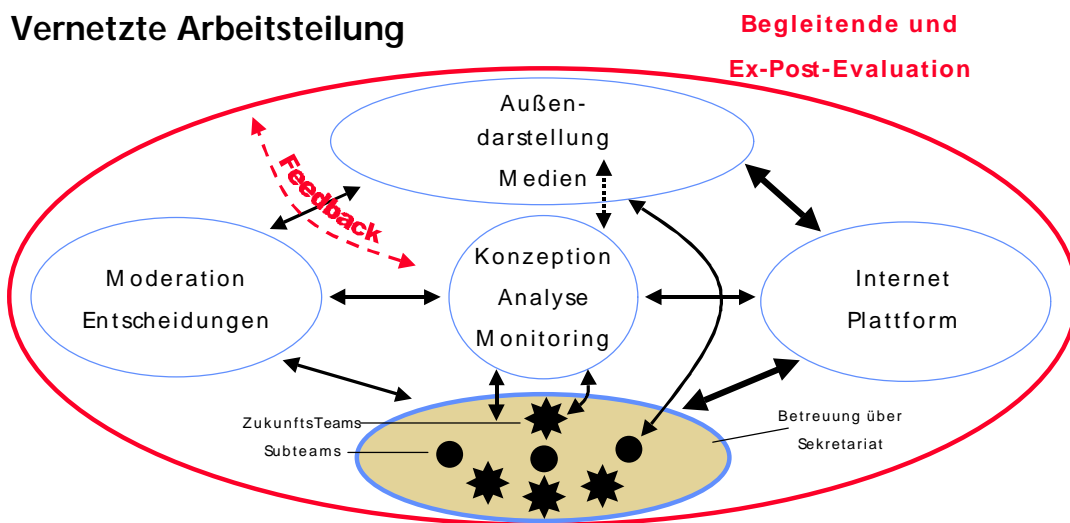 Vernetzte Arbeitsteilung
Begleitende und
Ex-Post-Evaluation
Außen-
darstellung
Medien
Feedback
Moderation
Entscheidungen
Konzeption
Analyse
Monitoring
Internet
Plattform
ZukunftsTeams
Subteams
Betreuung über
Sekretariat